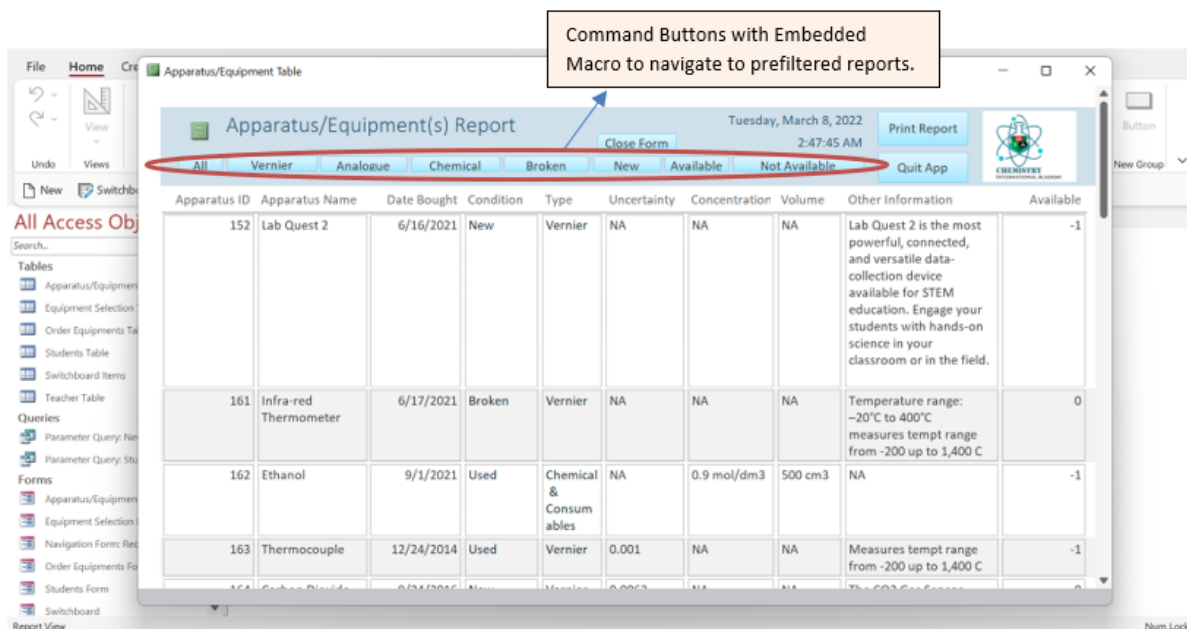 Command Buttons with Embedded
Macro to navigate to prefiltered reports.
File Home Cre
Apparatus/Equipment Table
View
Button
Undo Views
New Group
New Switchb
Apparatus/Equipment(s) Report
Tuesday, March 8, 2022
2:47:45 AM
Close Form
Print Report
Quit App
CHEMISTRY
INTERNATIONAL ACADEMY
All Vernier Analogue Chemical Broken New Available Not Available
Apparatus ID Apparatus Name Date Bought Condition Type Uncertainty Concentration Volume Other Information Available
152 Lab Quest 2 6/16/2021 New Vernier NA NA NA Lab Quest 2 is the most -1
powerful, connected,
and versatile data-
collection device
available for STEM
education. Engage your
students with hands-on
science in your
classroom or in the field.
161 Infra-red 6/17/2021 Broken Vernier NA NA NA Temperature range: 0
Thermometer –20°C to 400°C
measures tempt range
from -200 up to 1,400 C
162 Ethanol 9/1/2021 Used Chemical NA 0.9 mol/dm3 500 cm3 NA -1
&
Consum
ables
163 Thermocouple 12/24/2014 Used Vernier 0.001 NA NA Measures tempt range -1
from -200 up to 1,400 C
All Access Obj
Search...
Tables
Apparatus/Equipmen
Equipment Selection
Order Equipments Ta
Students Table
Switchboard Items
Teacher Table
Queries
Parameter Query: Ne
Parameter Query: Stu
Forms
Apparatus/Equipmen
Equipment Selection
Navigation Form: Rec
Order Equipments Fo
Students Form
Switchboard
Report View
Num Lock